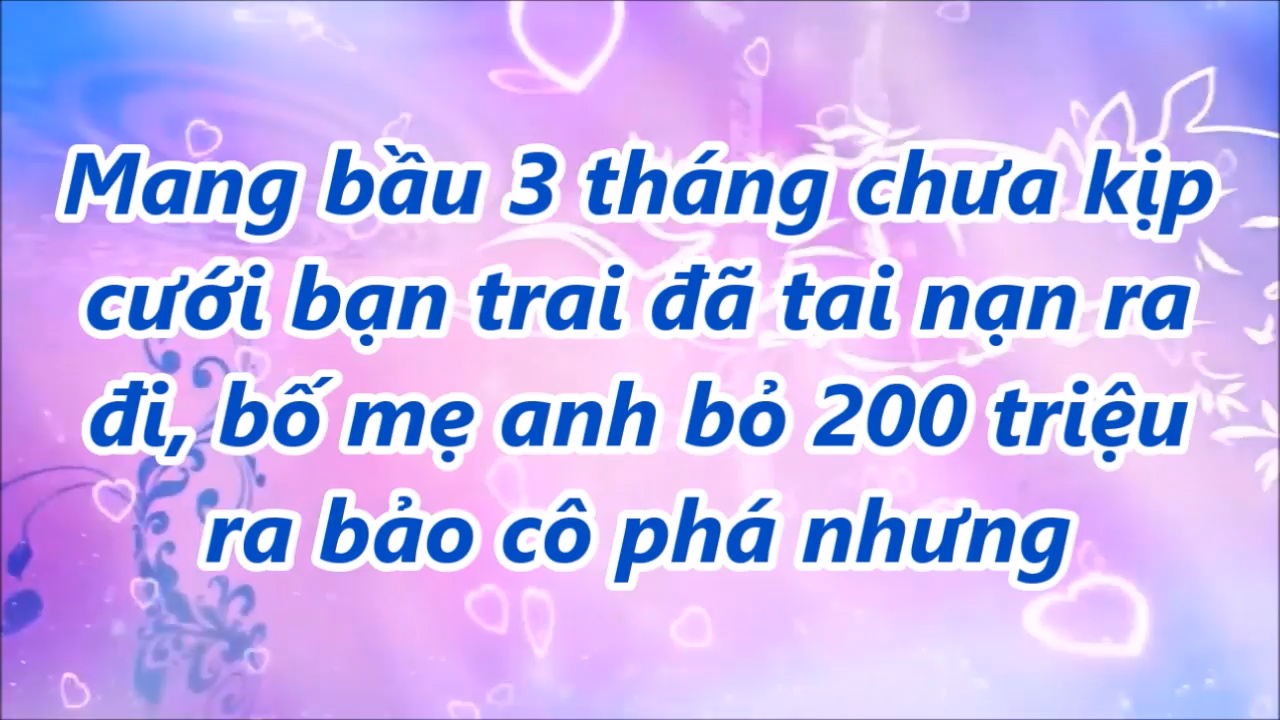 Mang bầu 3 tháng chưa kịp
cưới bạn trai đã tai nạn ra
đi, bố mẹ anh bỏ 200 triệu
ra bảo cô phá nhưng